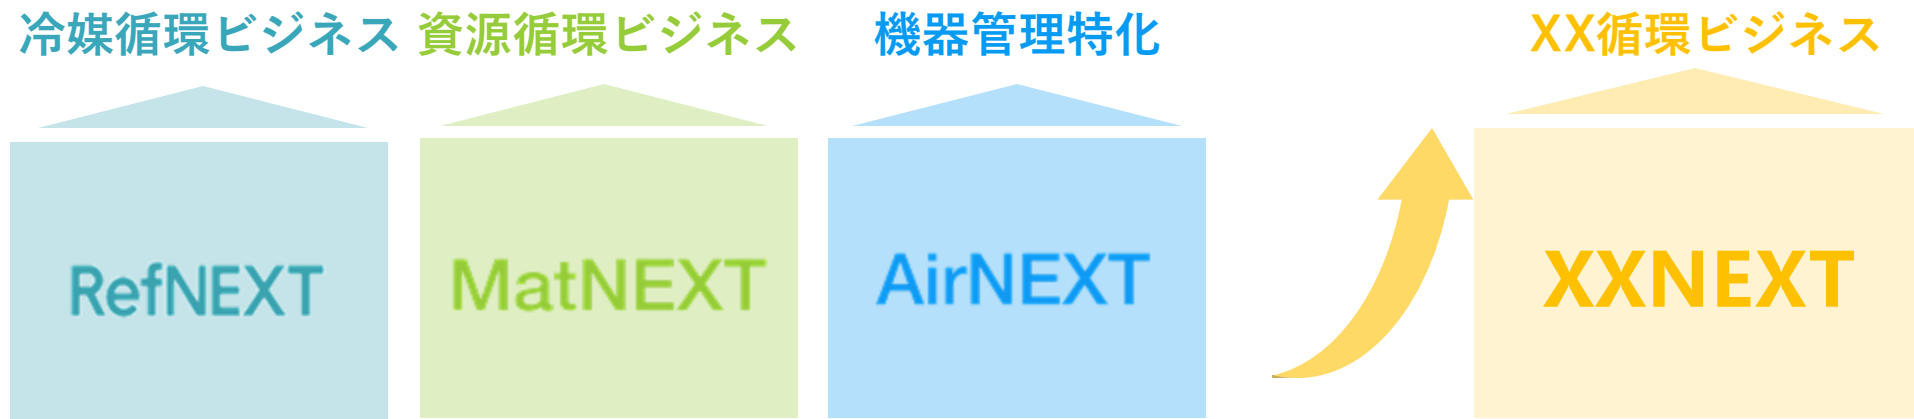 冷媒循環ビジネス
資源循環ビジネス
機器管理特化
XX循環ビジネス
RefNEXT
MatNEXT
AirNEXT
XXNEXT